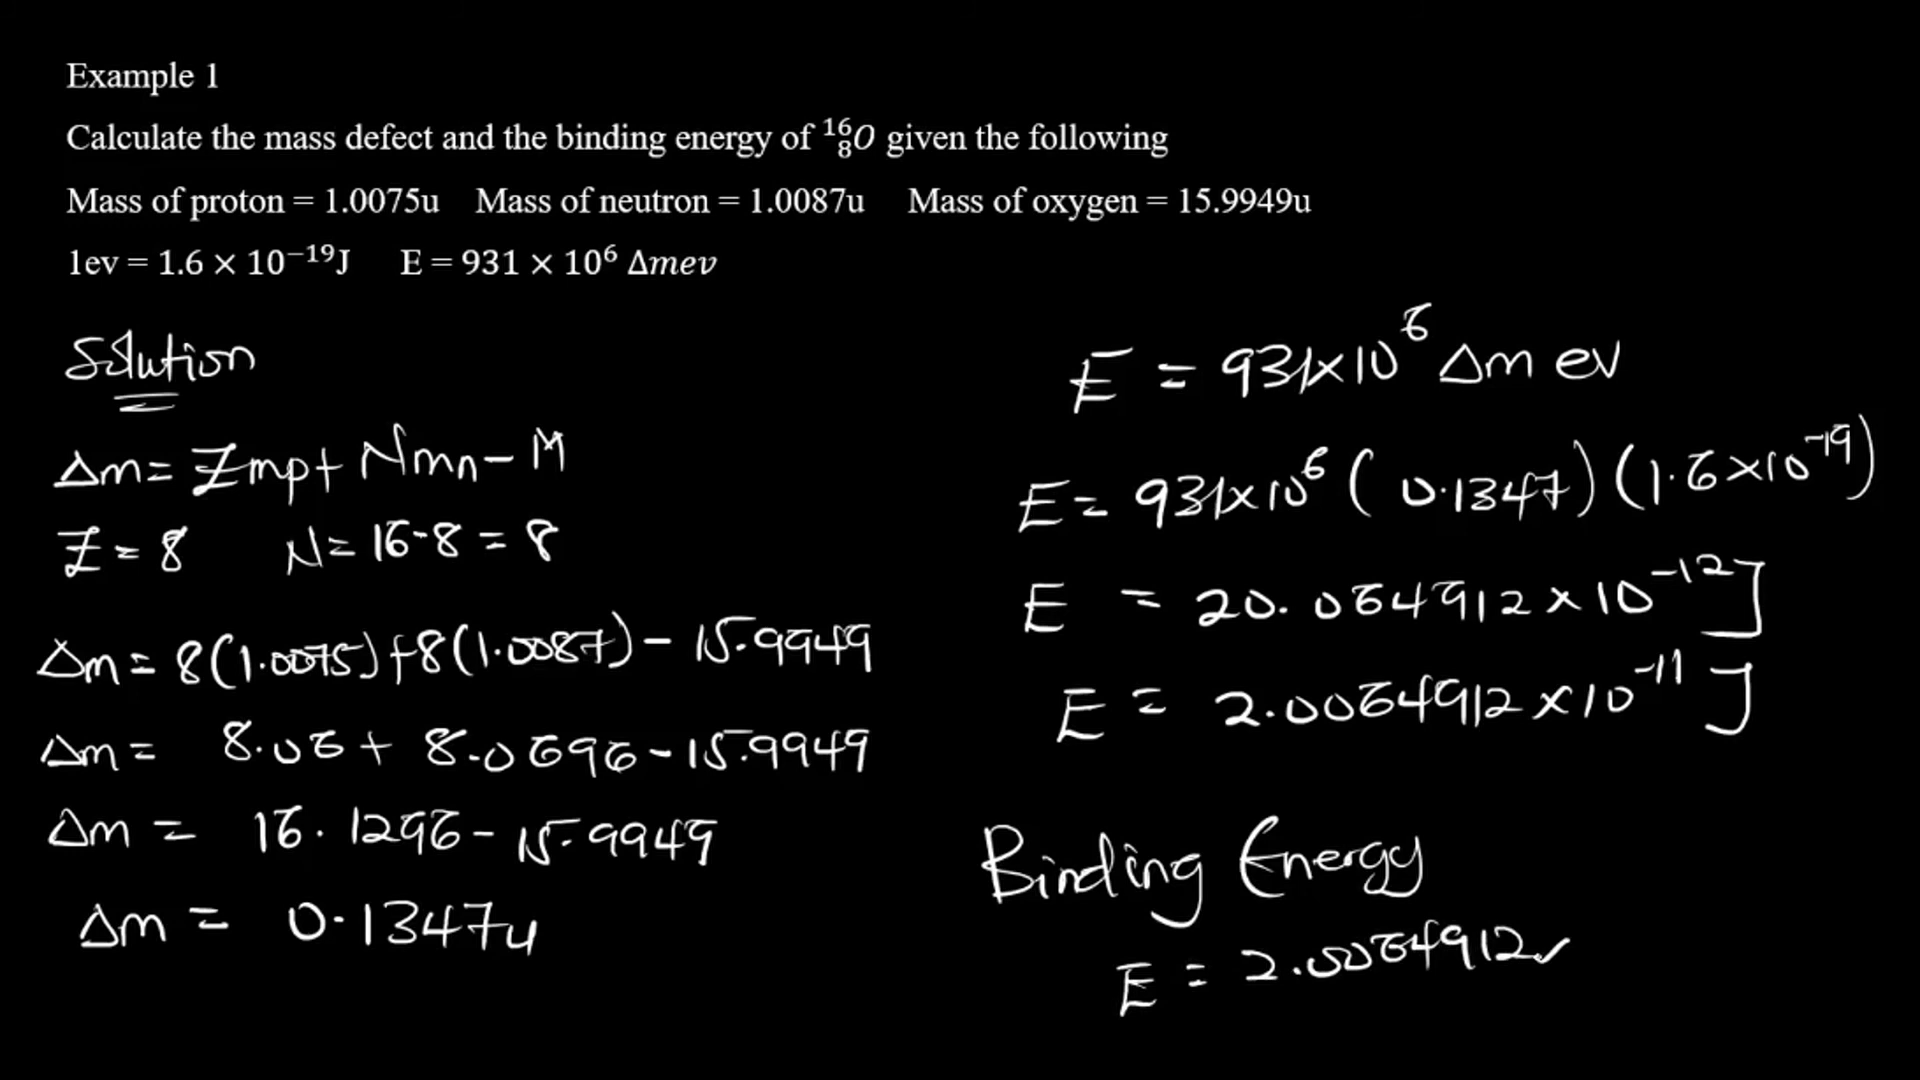 Example 1
Calculate the mass defect and the binding energy of ¹⁶₈O given the following
Mass of proton = 1.0075u Mass of neutron = 1.0087u Mass of oxygen = 15.9949u
1ev = 1.6 × 10⁻¹⁹J E = 931 × 10⁶ Δmev
Solution
Δm = Zmp + Nmn - M
Z = 8 N = 16-8 = 8
Δm = 8(1.0075)+8(1.0087) - 15.9949
Δm = 8.06 + 8.0696 - 15.9949
Δm = 16.1296 - 15.9949
Δm = 0.1347u
E = 931×10⁶ Δm ev
E = 931×10⁶ (0.1347)(1.6×10⁻¹⁹)
E = 20.064912×10⁻¹² J
E = 2.0064912×10⁻¹¹ J
Binding Energy
E = 2.0064912